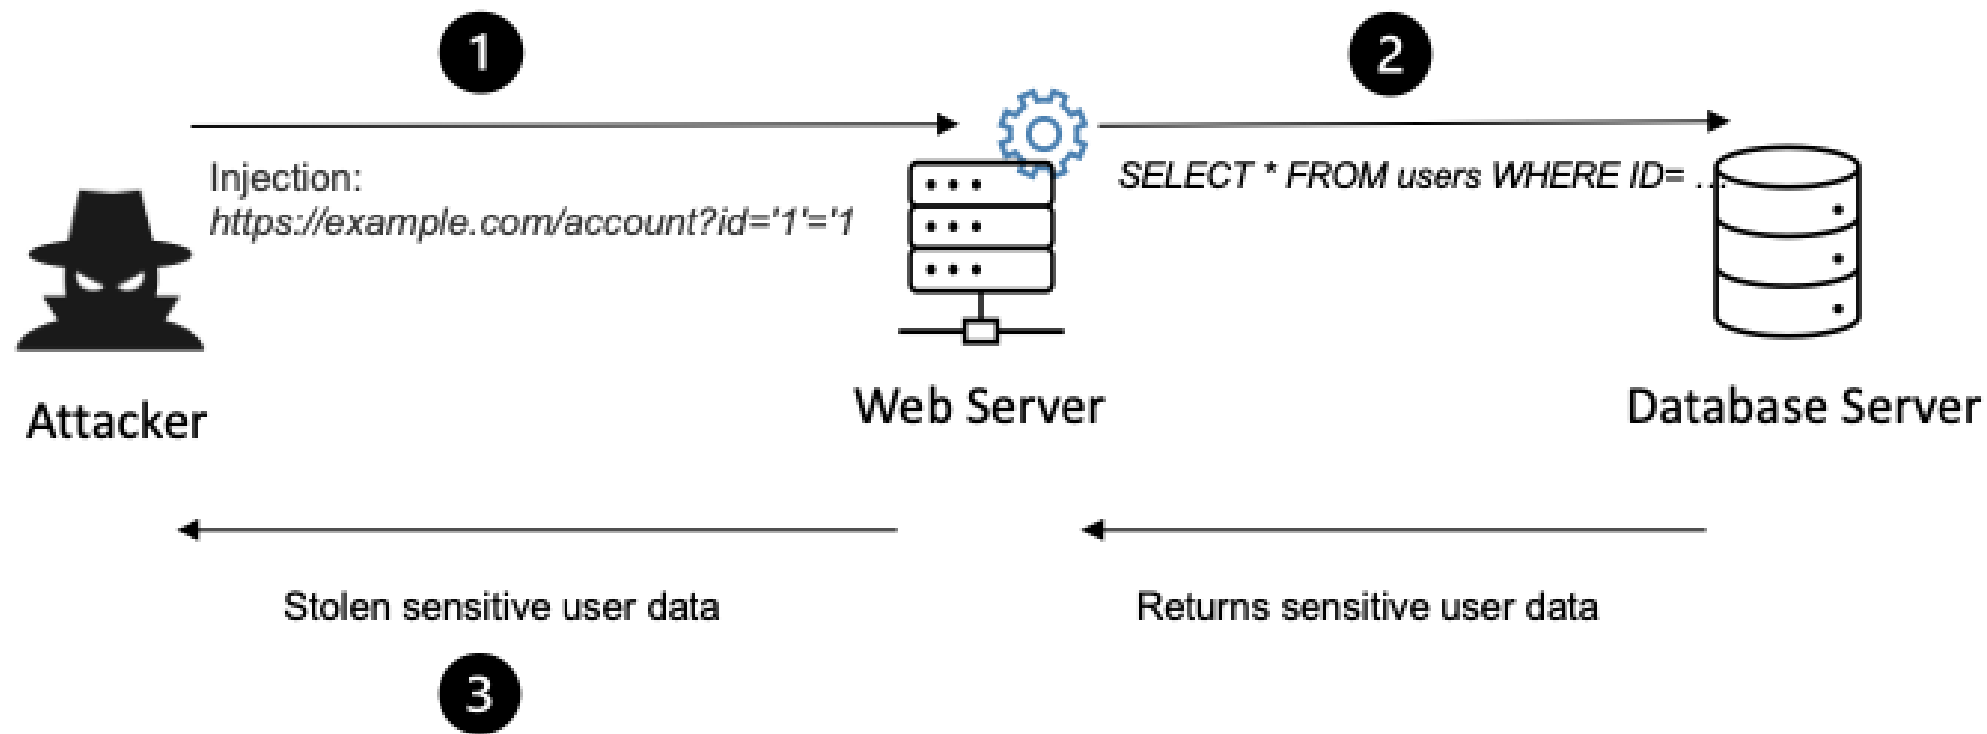 1
2
Injection:
https://example.com/account?id='1'='1
SELECT * FROM users WHERE ID= ...
Attacker
Web Server
Database Server
Stolen sensitive user data
Returns sensitive user data
3